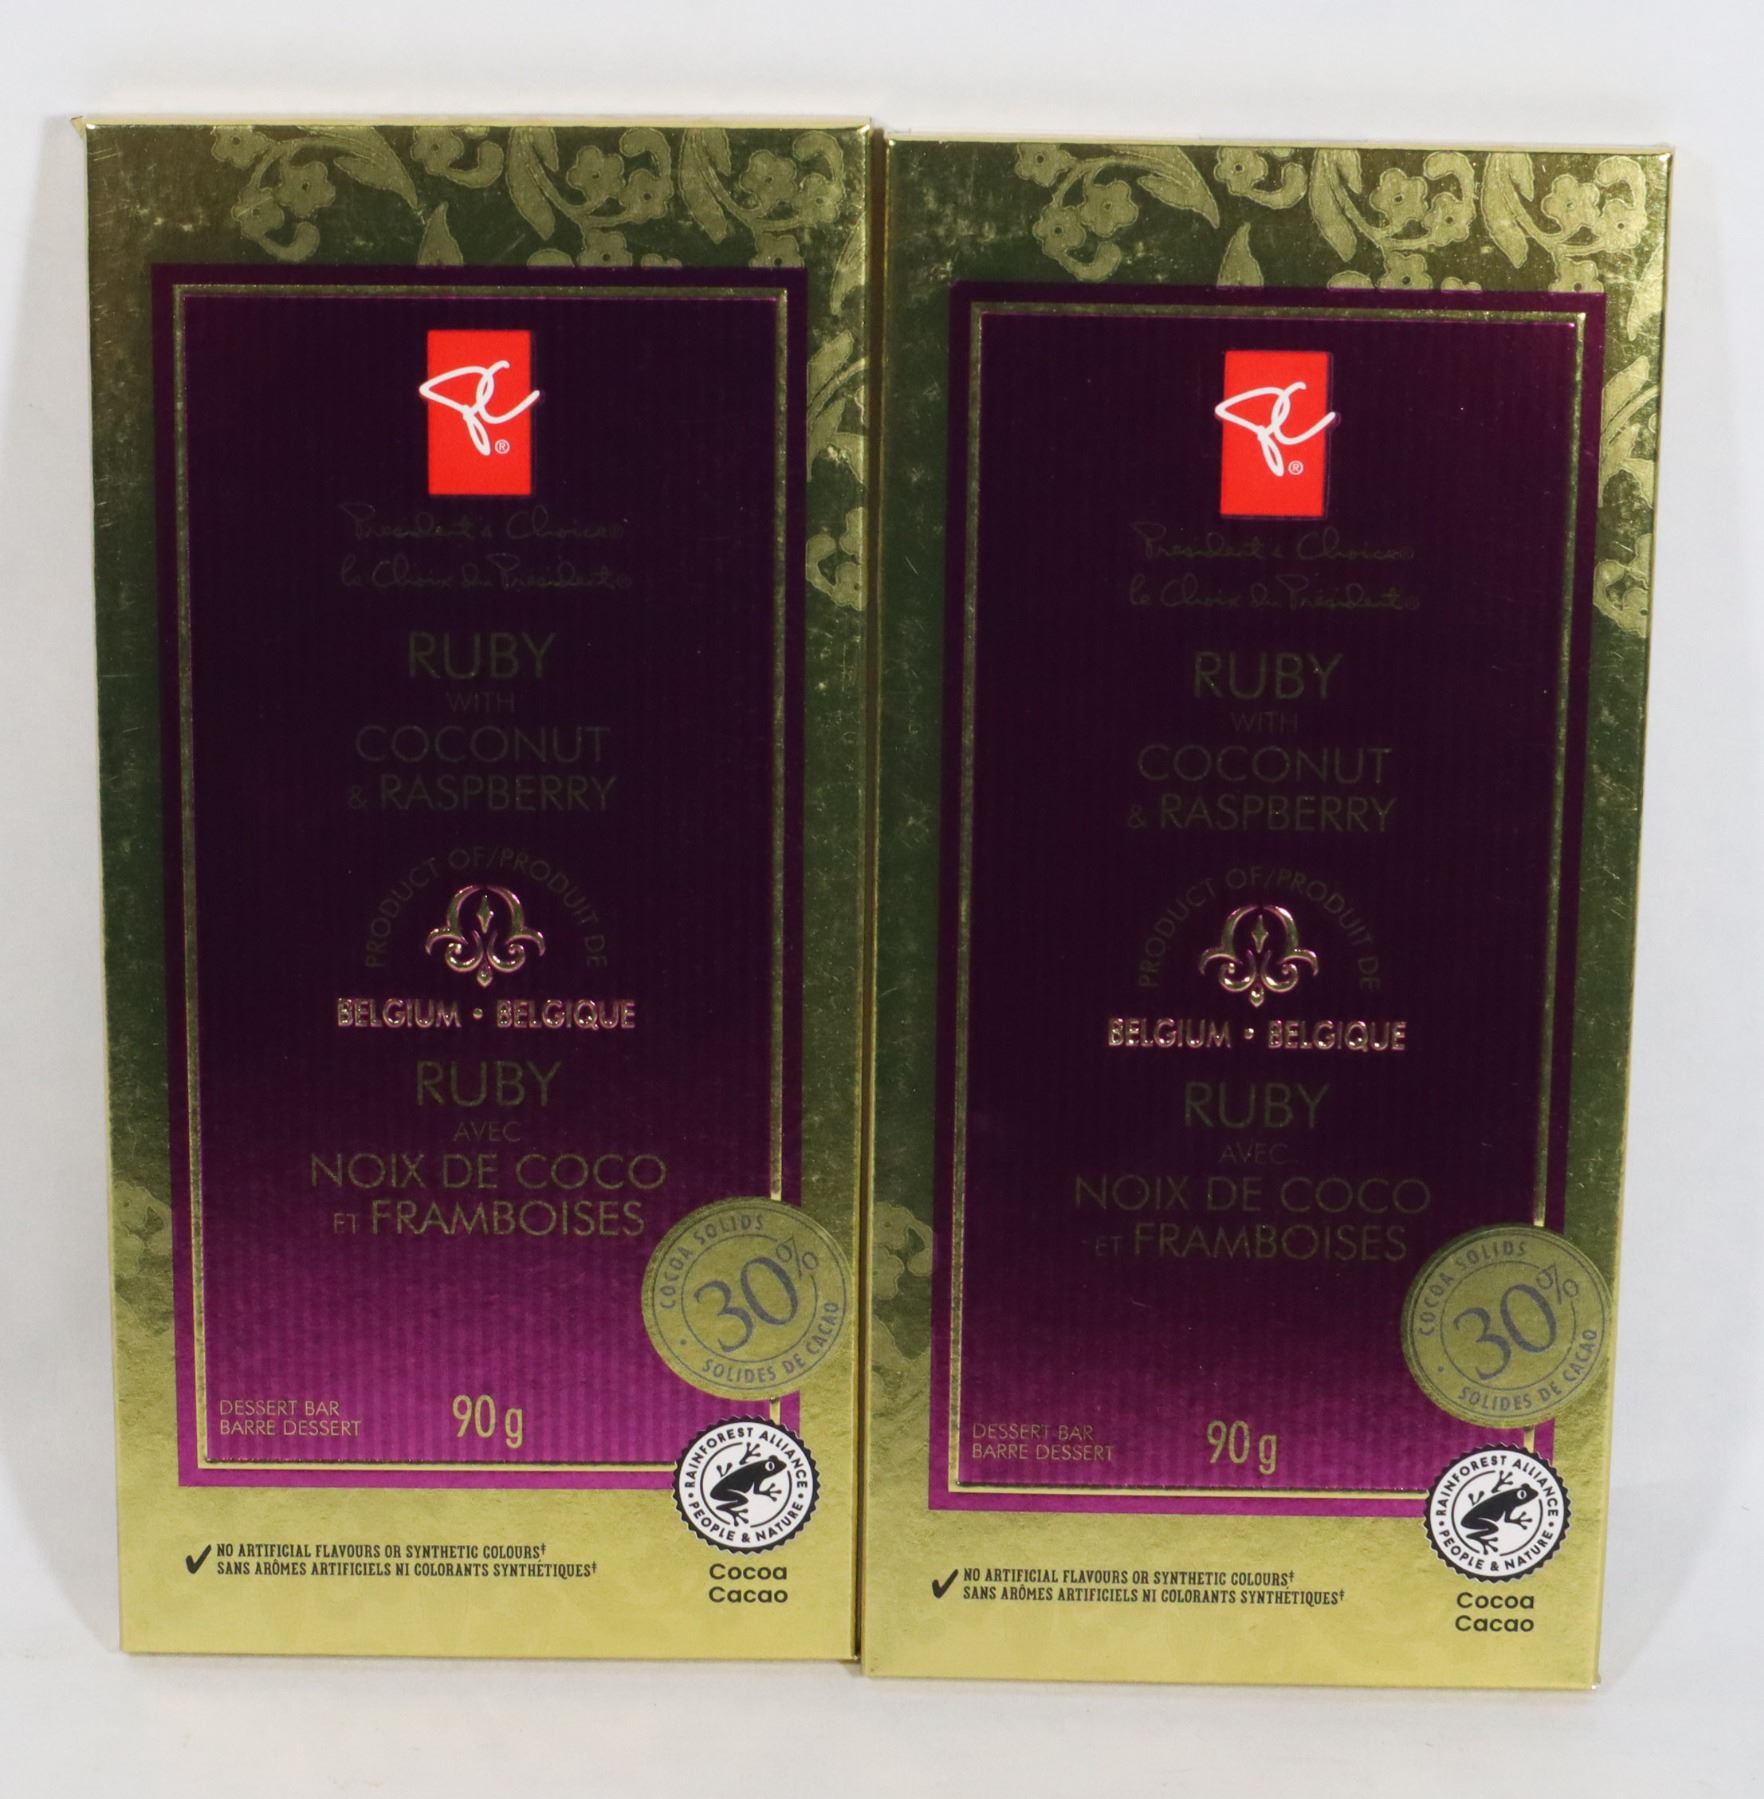 PC®
President's Choice®
le Choix du Président®
RUBY
WITH
COCONUT
& RASPBERRY
PRODUCT OF/PRODUIT DE
BELGIUM • BELGIQUE
RUBY
AVEC
NOIX DE COCO
ET FRAMBOISES
COCOA SOLIDS
30%
• SOLIDES DE CACAO
DESSERT BAR
BARRE DESSERT
90 g
• RAINFOREST ALLIANCE •
PEOPLE & NATURE
Cocoa
Cacao
NO ARTIFICIAL FLAVOURS OR SYNTHETIC COLOURS‡
SANS ARÔMES ARTIFICIELS NI COLORANTS SYNTHÉTIQUES‡
PC®
President's Choice®
le Choix du Président®
RUBY
WITH
COCONUT
& RASPBERRY
PRODUCT OF/PRODUIT DE
BELGIUM • BELGIQUE
RUBY
AVEC
NOIX DE COCO
ET FRAMBOISES
COCOA SOLIDS
30%
• SOLIDES DE CACAO
DESSERT BAR
BARRE DESSERT
90 g
• RAINFOREST ALLIANCE •
PEOPLE & NATURE
Cocoa
Cacao
NO ARTIFICIAL FLAVOURS OR SYNTHETIC COLOURS‡
SANS ARÔMES ARTIFICIELS NI COLORANTS SYNTHÉTIQUES‡